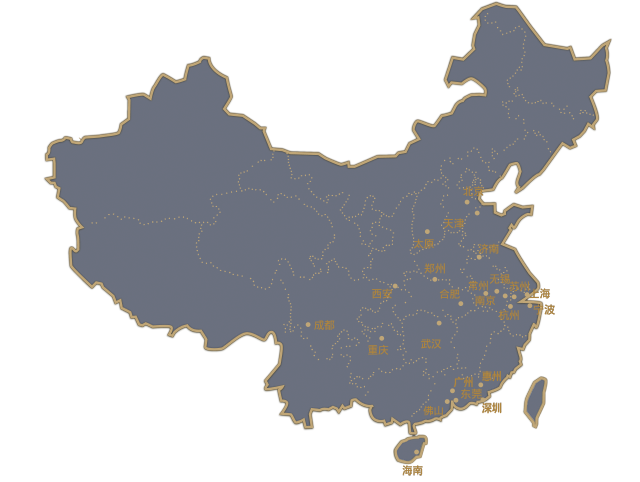 北京
天津
太原
济南
郑州
西安
合肥
常州
无锡
苏州
上海
南京
杭州
宁波
成都
重庆
武汉
广州
惠州
东莞
佛山
深圳
海南